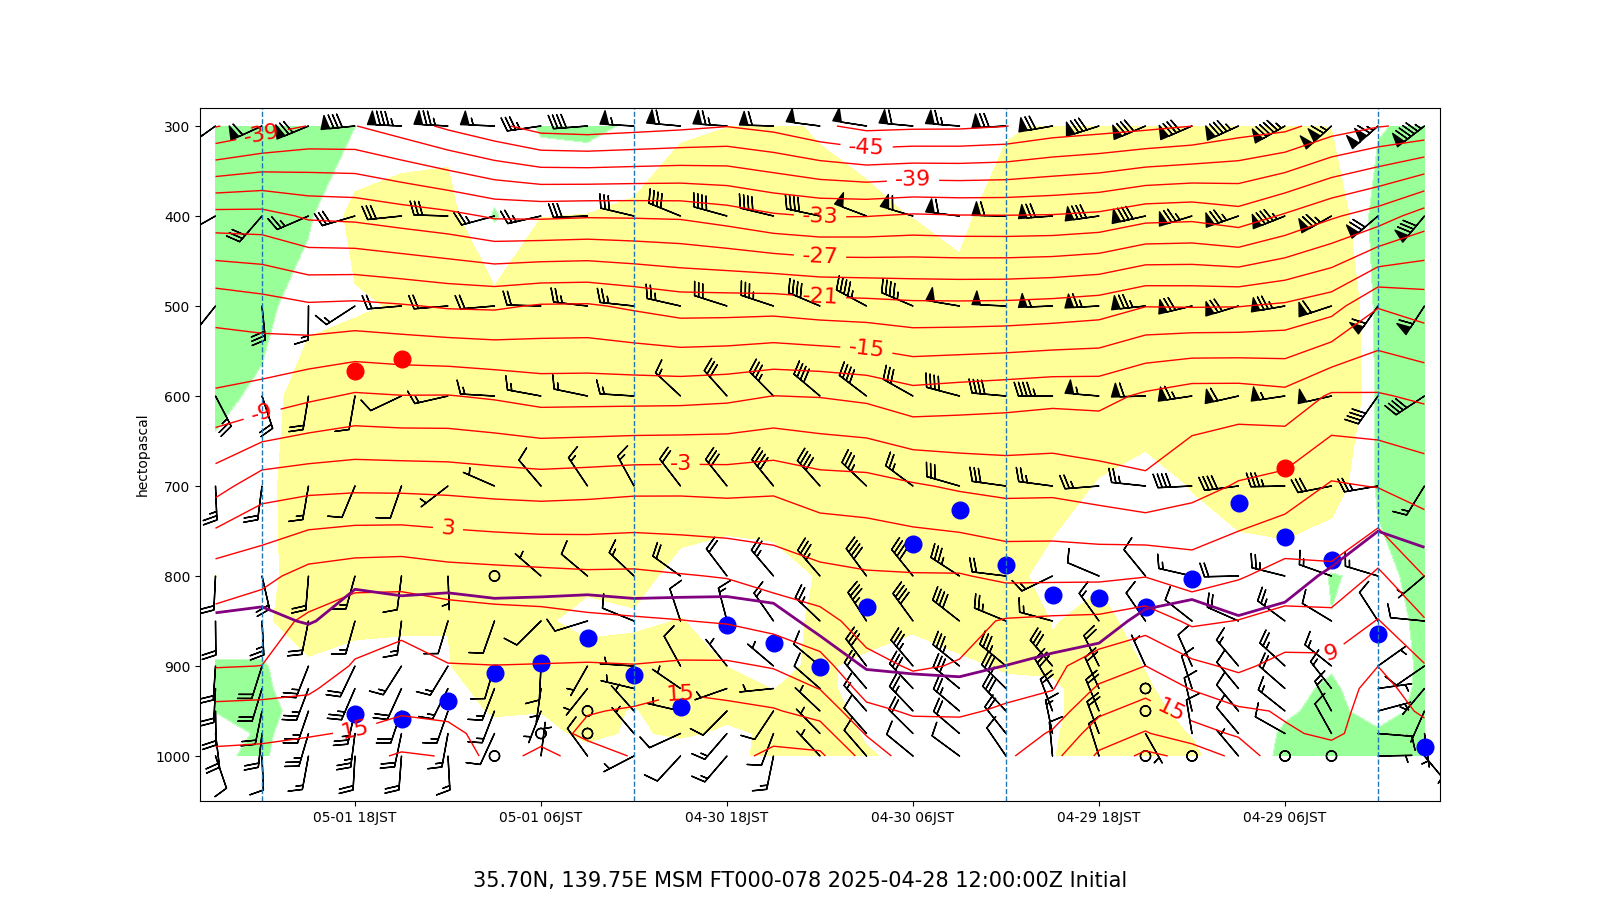 300
400
500
600
700
800
900
1000
hectopascal
-39
-45
-39
-33
-27
-21
-15
-9
-3
3
9
15
15
15
05-01 18JST
05-01 06JST
04-30 18JST
04-30 06JST
04-29 18JST
04-29 06JST
35.70N, 139.75E MSM FT000-078 2025-04-28 12:00:00Z Initial